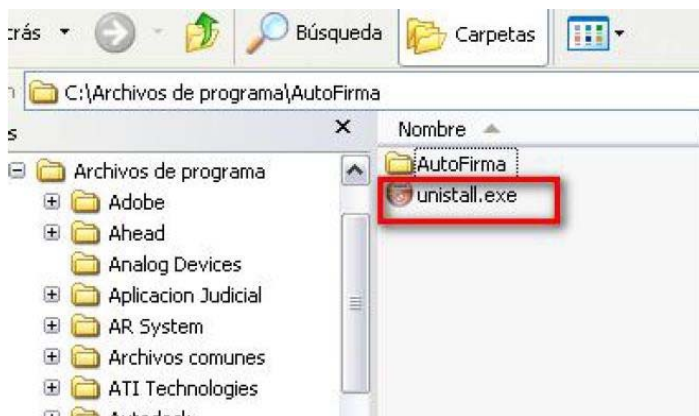 Búsqueda
Carpetas
C:\Archivos de programa\AutoFirma
Nombre
Archivos de programa
AutoFirma
Adobe
unistall.exe
Ahead
Analog Devices
Aplicacion Judicial
AR System
Archivos comunes
ATI Technologies